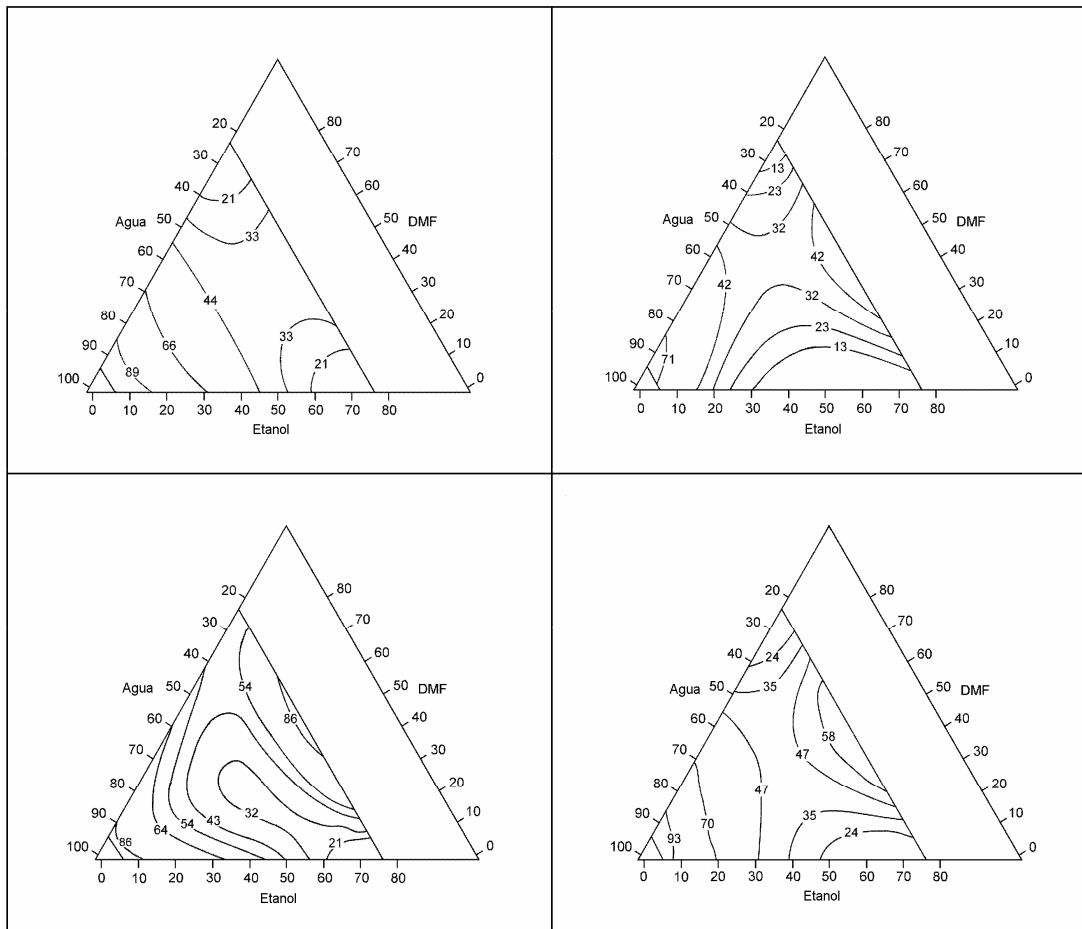 20 80
30 70
40 21 60
Agua 50 50 DMF
33
60 40
70 44 30
80 20
66 33
90 21 10
100 89 0
0 10 20 30 40 50 60 70 80
Etanol
20 80
30 13 70
40 23 60
Agua 50 32 50 DMF
60 42 40
70 42 30
80 32 20
23
90 71 13 10
100 0
0 10 20 30 40 50 60 70 80
Etanol
20 80
30 70
40 60
Agua 50 54 50 DMF
60 86 40
70 30
80 20
90 32 10
64 54 43
100 86 21 0
0 10 20 30 40 50 60 70 80
Etanol
20 80
30 70
40 24 60
Agua 50 35 50 DMF
60 58 40
70 47 30
80 47 20
90 35 10
93 70 24
100 0
0 10 20 30 40 50 60 70 80
Etanol